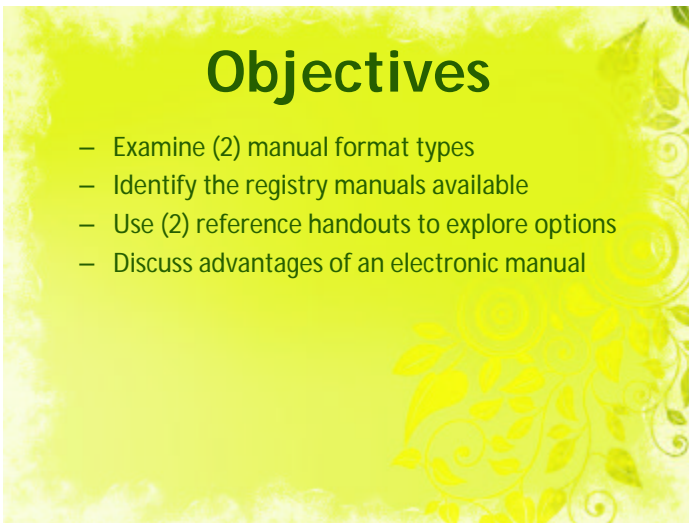 Objectives
– Examine (2) manual format types
– Identify the registry manuals available
– Use (2) reference handouts to explore options
– Discuss advantages of an electronic manual